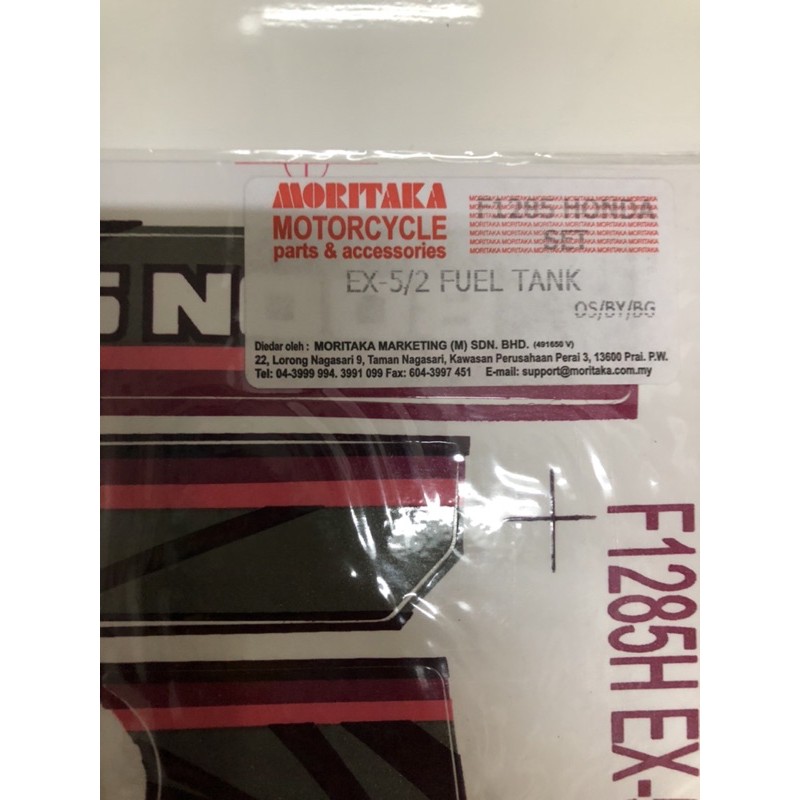 MORITAKA
MOTORCYCLE
parts & accessories
F1285 HONDA
SET
EX-5/2 FUEL TANK
OS/BY/BG
Diedar oleh : MORITAKA MARKETING (M) SDN. BHD. (491650 V)
22, Lorong Nagasari 9, Taman Nagasari, Kawasan Perusahaan Perai 3, 13600 Prai. P.W.
Tel: 04-3999 994. 3991 099 Fax: 604-3997 451 E-mail: support@moritaka.com.my
F1285H EX-